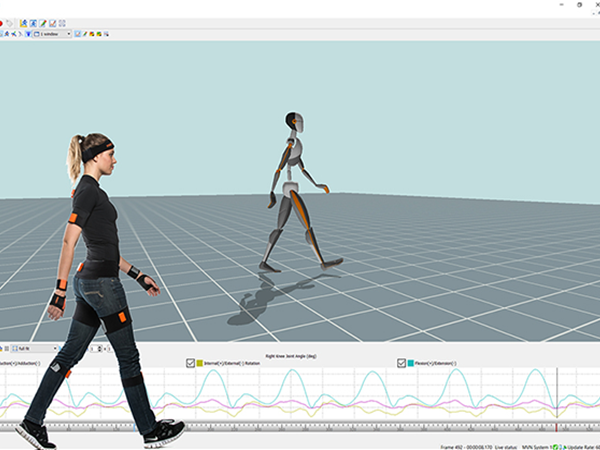 1 window
full fit
Right Knee Joint Angle (deg)
Adduction(-) Internal(+)/External(-) Rotation Flexion(+)/Extension(-)
Frame 492 - 00:00:08.170 Live status: MVN System 1 Update Rate: 60